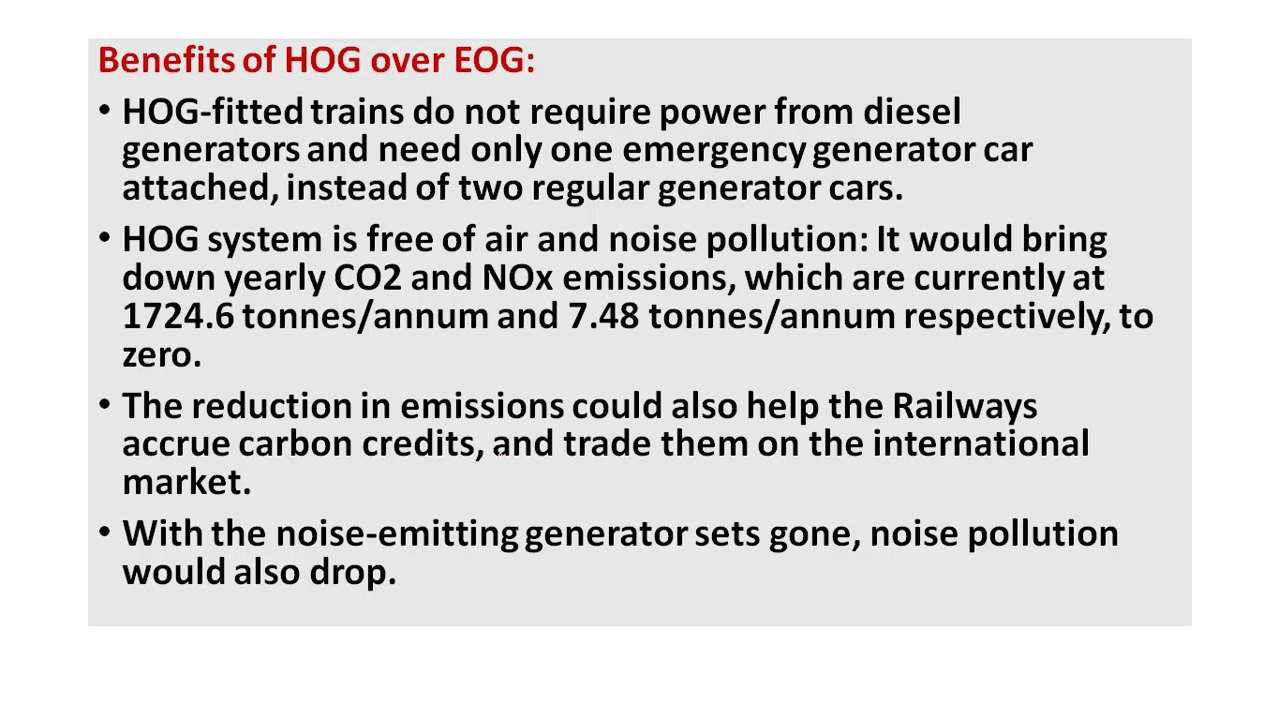 Benefits of HOG over EOG:
• HOG-fitted trains do not require power from diesel
generators and need only one emergency generator car
attached, instead of two regular generator cars.
• HOG system is free of air and noise pollution: It would bring
down yearly CO2 and NOx emissions, which are currently at
1724.6 tonnes/annum and 7.48 tonnes/annum respectively, to
zero.
• The reduction in emissions could also help the Railways
accrue carbon credits, and trade them on the international
market.
• With the noise-emitting generator sets gone, noise pollution
would also drop.